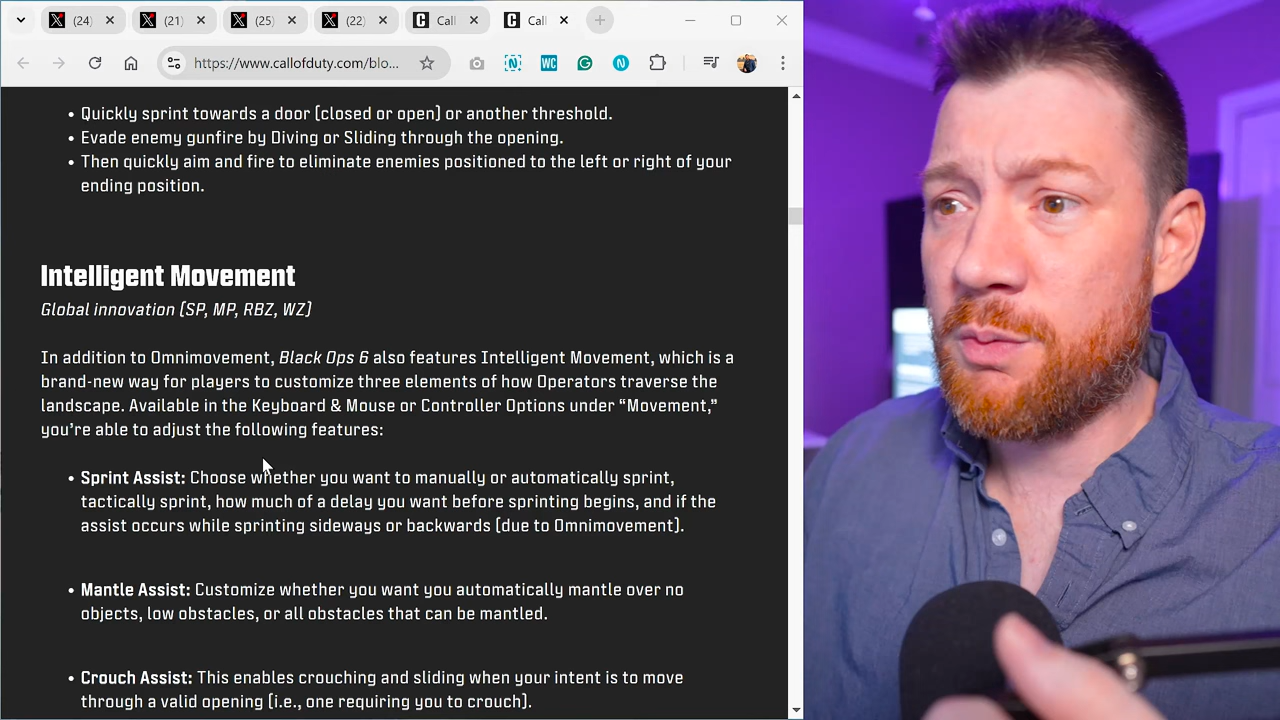 (24)
(21)
(25)
(22)
Call
Call
https://www.callofduty.com/blo...
WC
• Quickly sprint towards a door (closed or open) or another threshold.
• Evade enemy gunfire by Diving or Sliding through the opening.
• Then quickly aim and fire to eliminate enemies positioned to the left or right of your
ending position.
Intelligent Movement
Global innovation (SP, MP, RBZ, WZ)
In addition to Omnimovement, Black Ops 6 also features Intelligent Movement, which is a
brand-new way for players to customize three elements of how Operators traverse the
landscape. Available in the Keyboard & Mouse or Controller Options under “Movement,”
you’re able to adjust the following features:
• Sprint Assist: Choose whether you want to manually or automatically sprint,
tactically sprint, how much of a delay you want before sprinting begins, and if the
assist occurs while sprinting sideways or backwards (due to Omnimovement).
• Mantle Assist: Customize whether you want you automatically mantle over no
objects, low obstacles, or all obstacles that can be mantled.
• Crouch Assist: This enables crouching and sliding when your intent is to move
through a valid opening (i.e., one requiring you to crouch).